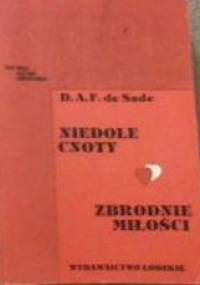 D.A.F. de Sade
NIEDOLE
CNOTY
ZBRODNIE
MIŁOŚCI
WYDAWNICTWO ŁÓDZKIE